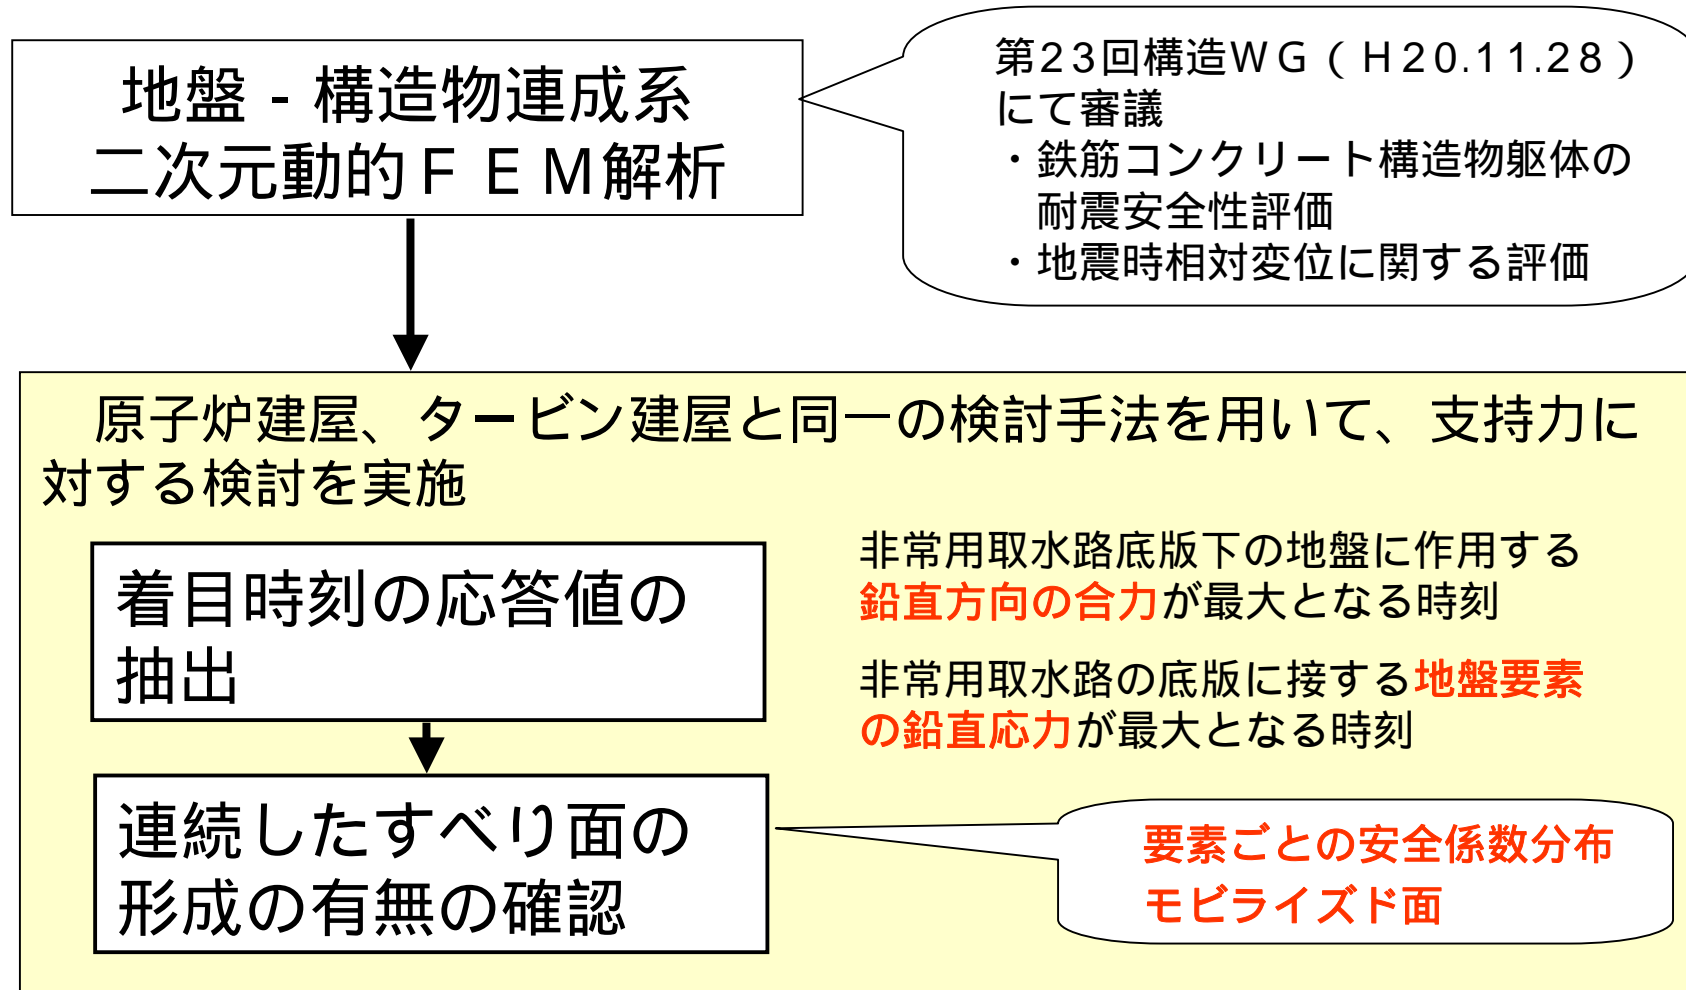 地盤－構造物連成系
二次元動的ＦＥＭ解析
第23回構造ＷＧ（Ｈ20.11.28）
にて審議
・鉄筋コンクリート構造物躯体の
耐震安全性評価
・地震時相対変位に関する評価
原子炉建屋、タービン建屋と同一の検討手法を用いて、支持力に
対する検討を実施
着目時刻の応答値の
抽出
非常用取水路底版下の地盤に作用する
鉛直方向の合力が最大となる時刻
非常用取水路の底版に接する地盤要素
の鉛直応力が最大となる時刻
連続したすべり面の
形成の有無の確認
要素ごとの安全係数分布
モビライズド面